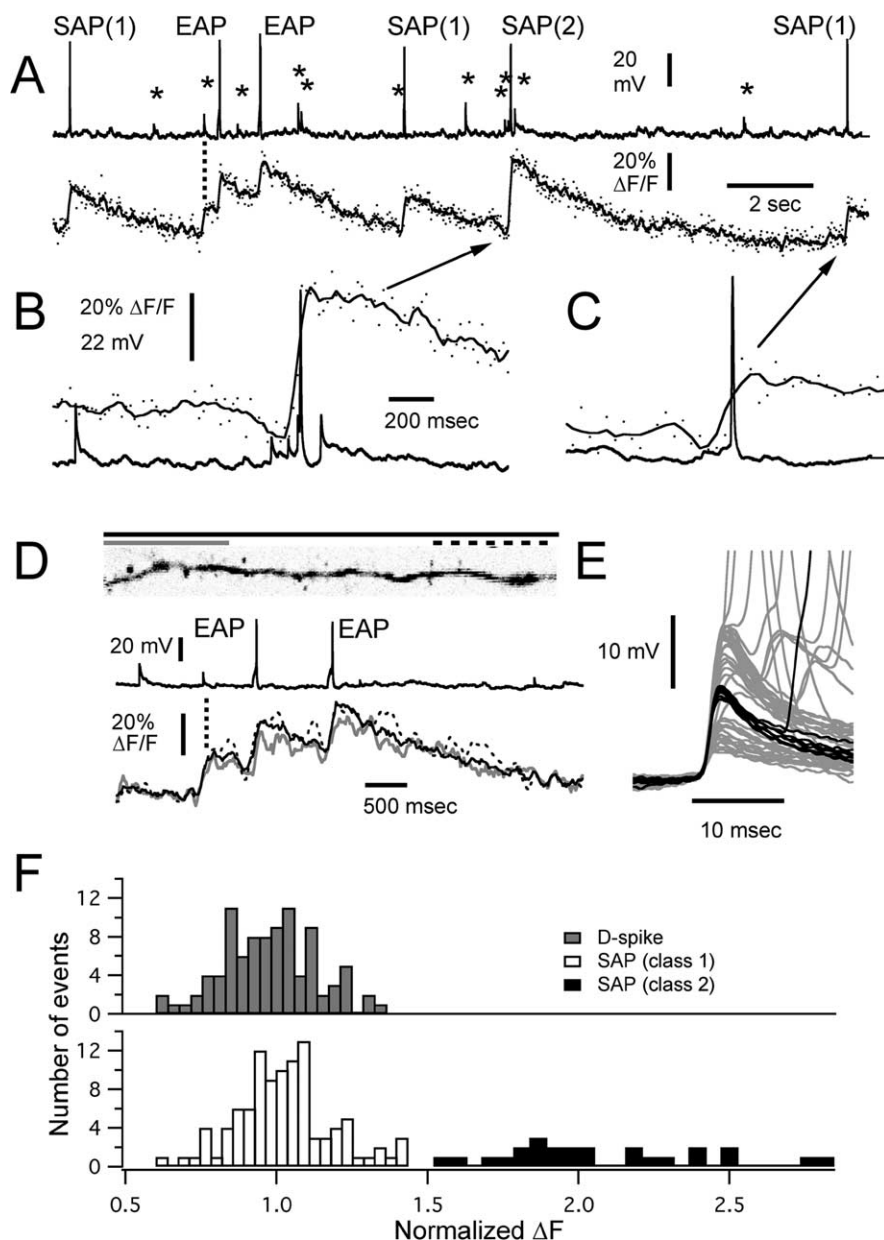 SAP(1) EAP EAP SAP(1) SAP(2) SAP(1)
A
* * * * * * * * * * *
20
mV
20%
ΔF/F
2 sec
B
20% ΔF/F
22 mV
200 msec
C
D
20 mV
EAP EAP
20%
ΔF/F
500 msec
E
10 mV
10 msec
F
12
8
4
0
D-spike
SAP (class 1)
SAP (class 2)
Number of events
12
8
4
0
0.5 1.0 1.5 2.0 2.5
Normalized ΔF